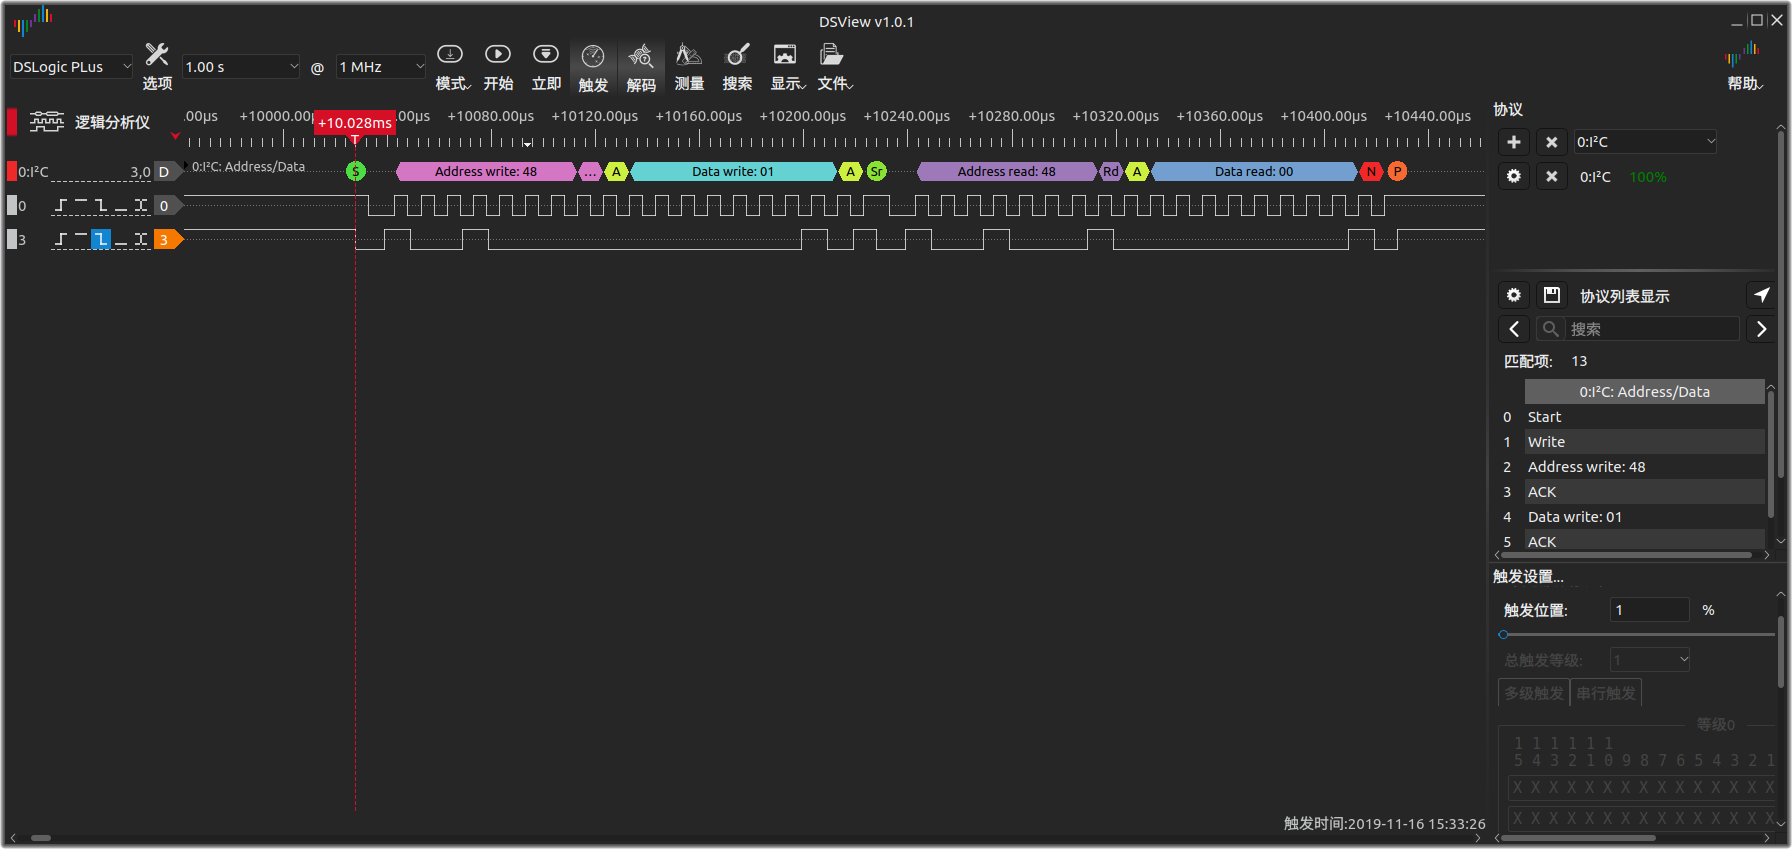 DSView v1.0.1
DSLogic PLus 选项 1.00 s @ 1 MHz 模式 开始 立即 触发 解码 测量 搜索 显示 文件 帮助
逻辑分析仪 .00μs +10000.00μ +10.028ms 00μs +10080.00μs +10120.00μs +10160.00μs +10200.00μs +10240.00μs +10280.00μs +10320.00μs +10360.00μs +10400.00μs +10440.00μs
T
0:I²C 3,0 D 0:I²C: Address/Data S Address write: 48 ... A Data write: 01 A Sr Address read: 48 Rd A Data read: 00 N P
0 0
3 3
协议
0:I²C
0:I²C 100%
协议列表显示
搜索
匹配项: 13
0:I²C: Address/Data
0 Start
1 Write
2 Address write: 48
3 ACK
4 Data write: 01
5 ACK
触发设置...
触发位置: 1 %
总触发等级: 1
多级触发 串行触发
等级0
1 1 1 1 1 1
5 4 3 2 1 0 9 8 7 6 5 4 3 2 1
X X X X X X X X X X X X X X X
X X X X X X X X X X X X X X X
触发时间:2019-11-16 15:33:26